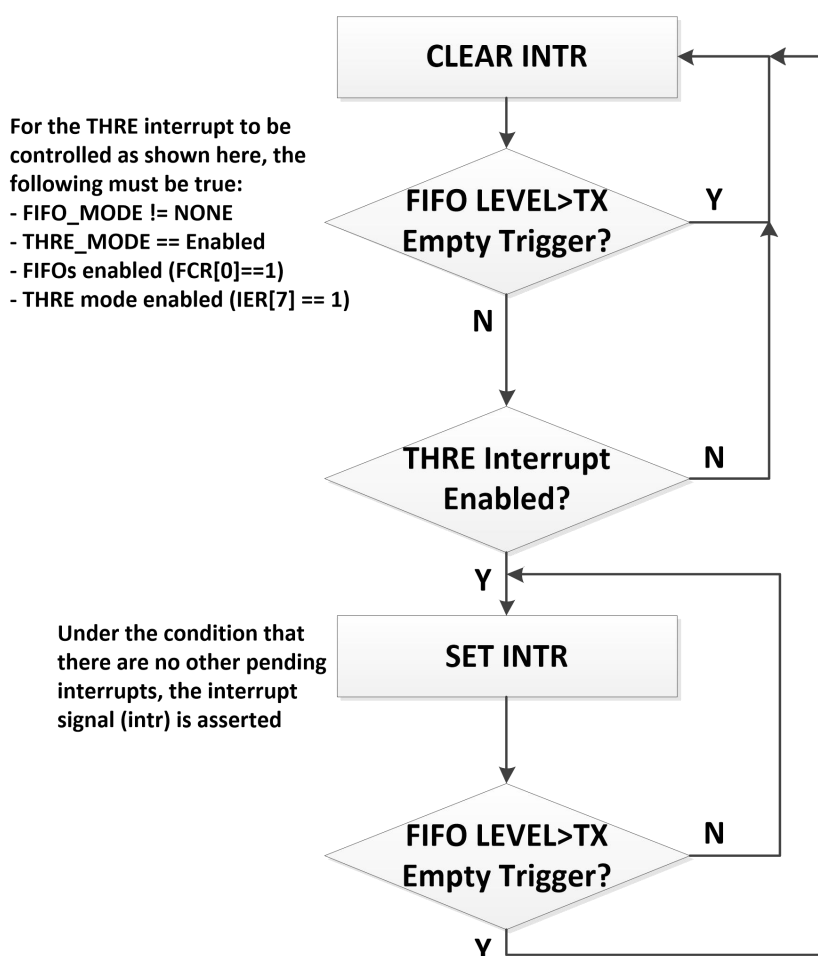 CLEAR INTR
For the THRE interrupt to be
controlled as shown here, the
following must be true:
- FIFO_MODE != NONE
- THRE_MODE == Enabled
- FIFOs enabled (FCR[0]==1)
- THRE mode enabled (IER[7] == 1)
FIFO LEVEL>TX
Empty Trigger?
Y
N
THRE Interrupt
Enabled?
N
Y
Under the condition that
there are no other pending
interrupts, the interrupt
signal (intr) is asserted
SET INTR
FIFO LEVEL>TX
Empty Trigger?
N
Y